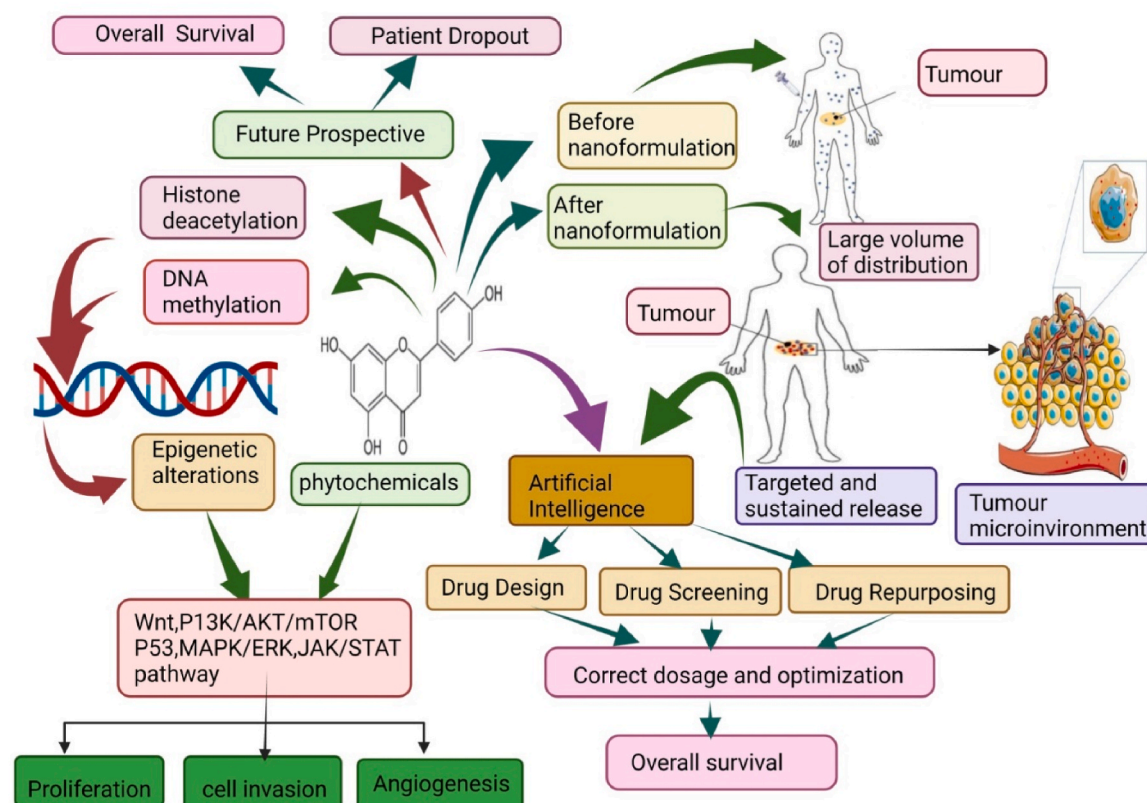 Overall Survival
Patient Dropout
Future Prospective
Before
nanoformulation
Tumour
Histone
deacetylation
After
nanoformulation
Large volume
of distribution
DNA
methylation
OH
HO
O
OH
O
Tumour
Epigenetic
alterations
phytochemicals
Artificial
Intelligence
Targeted and
sustained release
Tumour
microinvironment
Drug Design
Drug Screening
Drug Repurposing
Wnt,P13K/AKT/mTOR
P53,MAPK/ERK,JAK/STAT
pathway
Correct dosage and optimization
Overall survival
Proliferation
cell invasion
Angiogenesis